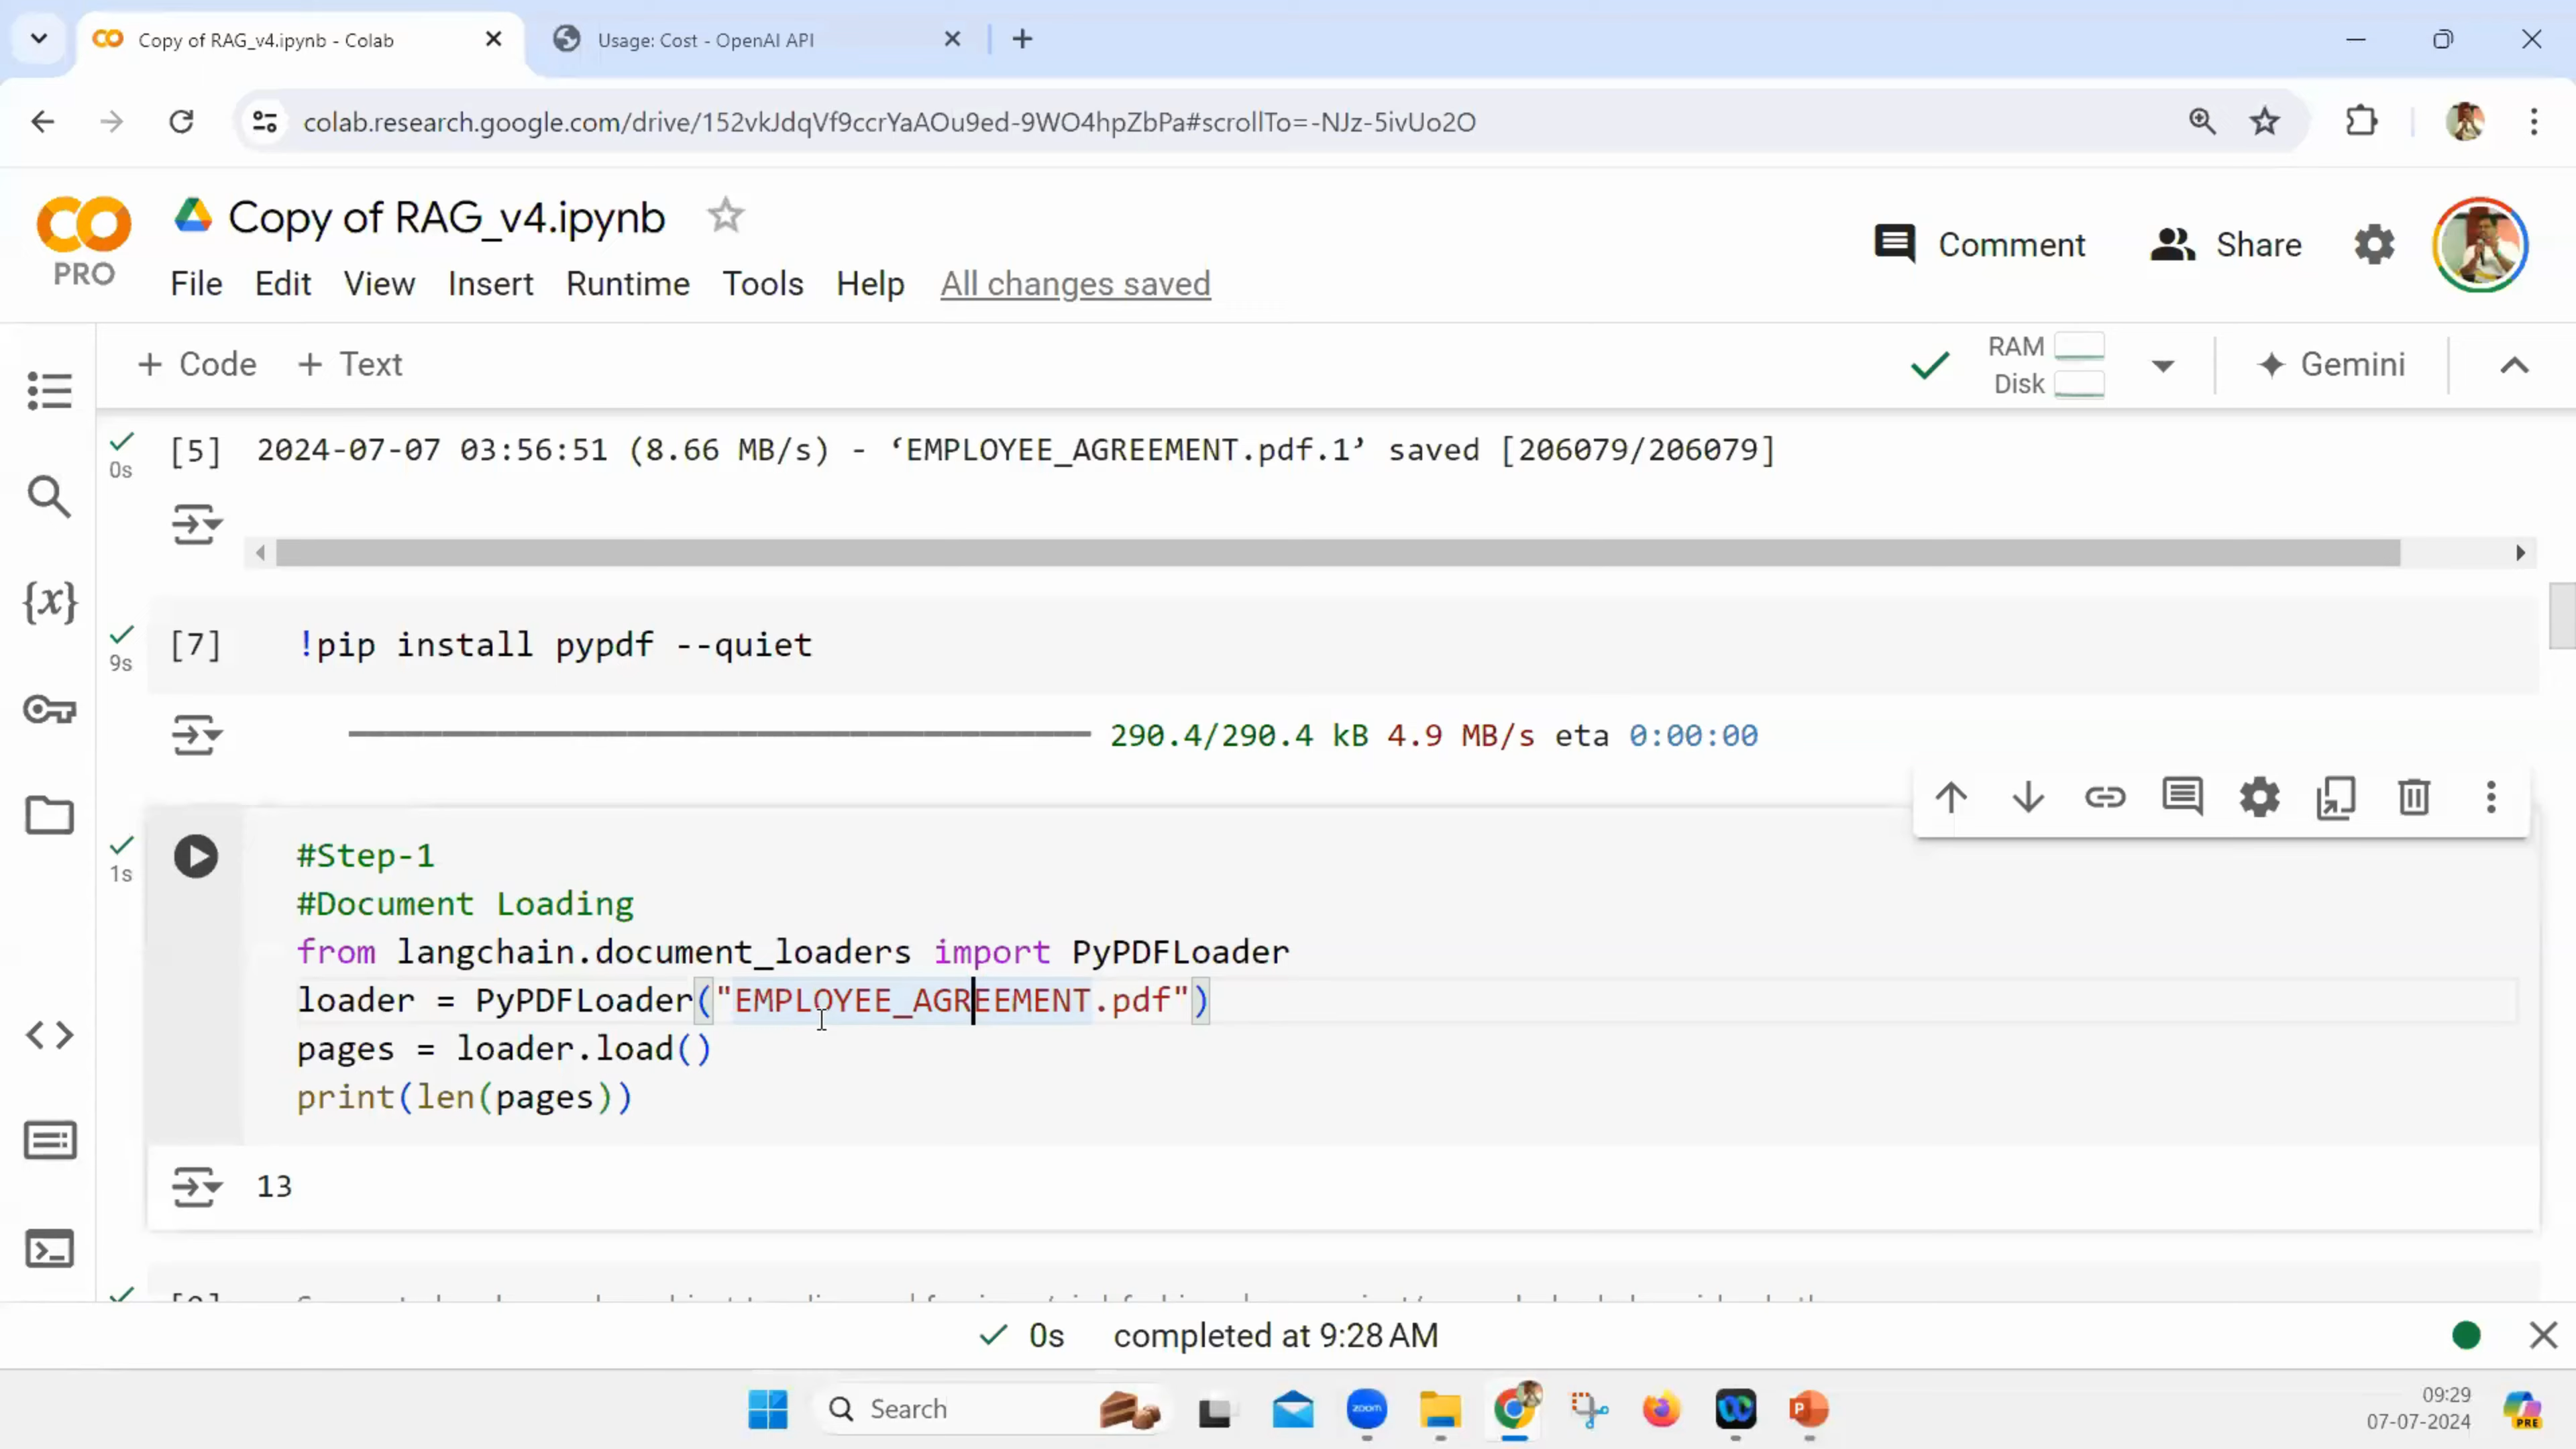 Copy of RAG_v4.ipynb - Colab
Usage: Cost - OpenAI API
colab.research.google.com/drive/152vkJdqVf9ccrYaAOu9ed-9WO4hpZbPa#scrollTo=-NJz-5ivUo2O
CO
PRO
Copy of RAG_v4.ipynb
File Edit View Insert Runtime Tools Help All changes saved
Comment
Share
+ Code + Text
RAM
Disk
Gemini
0s
[5] 2024-07-07 03:56:51 (8.66 MB/s) - ‘EMPLOYEE_AGREEMENT.pdf.1’ saved [206079/206079]
9s
[7] !pip install pypdf --quiet
290.4/290.4 kB 4.9 MB/s eta 0:00:00
1s
#Step-1
#Document Loading
from langchain.document_loaders import PyPDFLoader
loader = PyPDFLoader("EMPLOYEE_AGREEMENT.pdf")
pages = loader.load()
print(len(pages))
13
0s completed at 9:28 AM
Search
zoom
09:29
07-07-2024
PRE